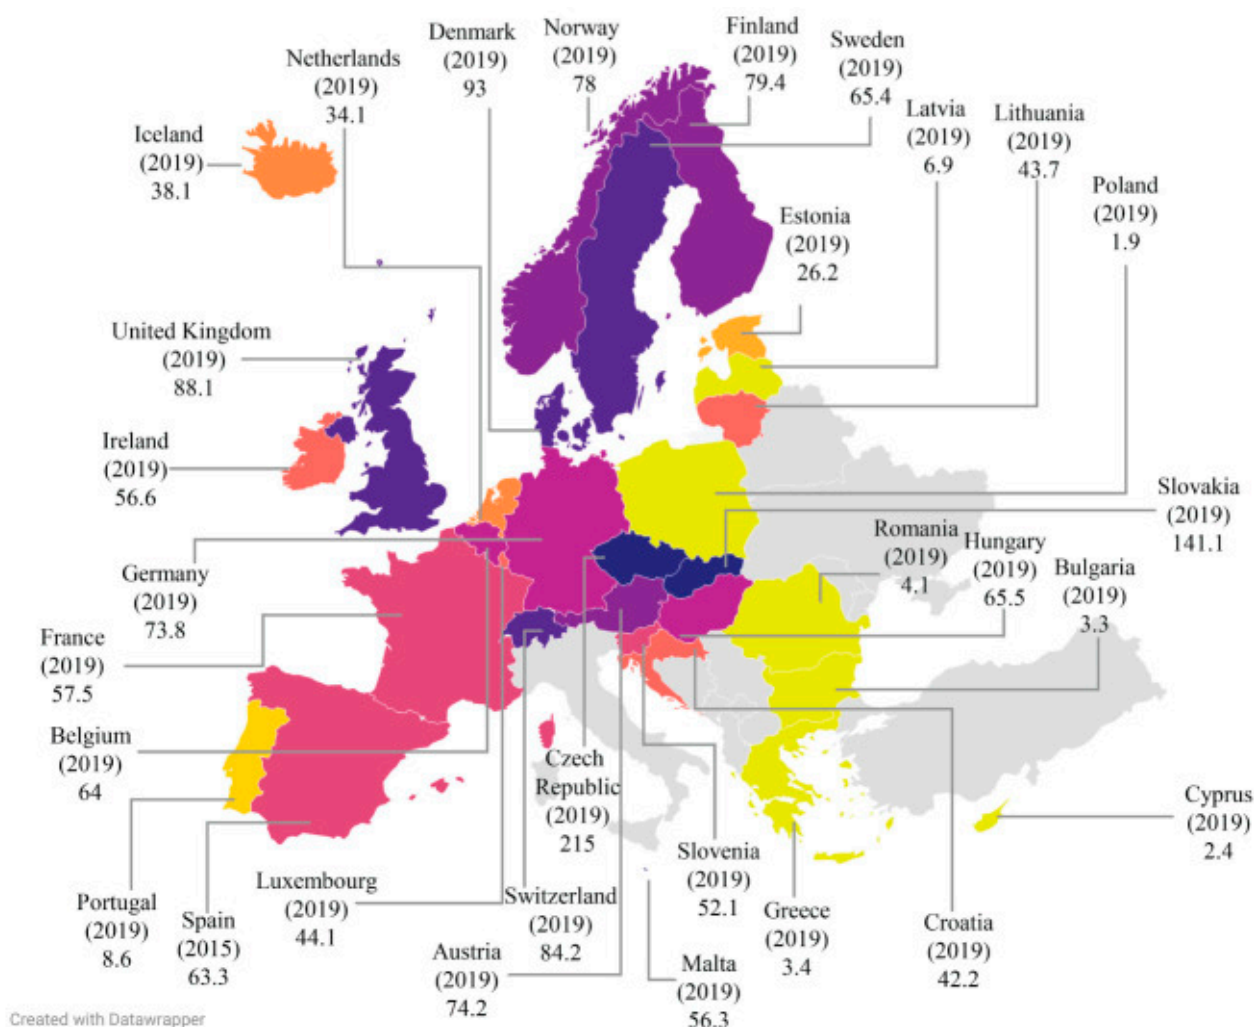 Denmark
(2019)
93
Norway
(2019)
78
Finland
(2019)
79.4
Sweden
(2019)
65.4
Netherlands
(2019)
34.1
Latvia
(2019)
6.9
Lithuania
(2019)
43.7
Iceland
(2019)
38.1
Poland
(2019)
1.9
Estonia
(2019)
26.2
United Kingdom
(2019)
88.1
Ireland
(2019)
56.6
Slovakia
(2019)
141.1
Romania
(2019)
4.1
Hungary
(2019)
65.5
Bulgaria
(2019)
3.3
Germany
(2019)
73.8
France
(2019)
57.5
Belgium
(2019)
64
Czech
Republic
(2019)
215
Cyprus
(2019)
2.4
Slovenia
(2019)
52.1
Luxembourg
(2019)
44.1
Switzerland
(2019)
84.2
Portugal
(2019)
8.6
Spain
(2015)
63.3
Greece
(2019)
3.4
Croatia
(2019)
42.2
Austria
(2019)
74.2
Malta
(2019)
56.3
Created with Datawrapper